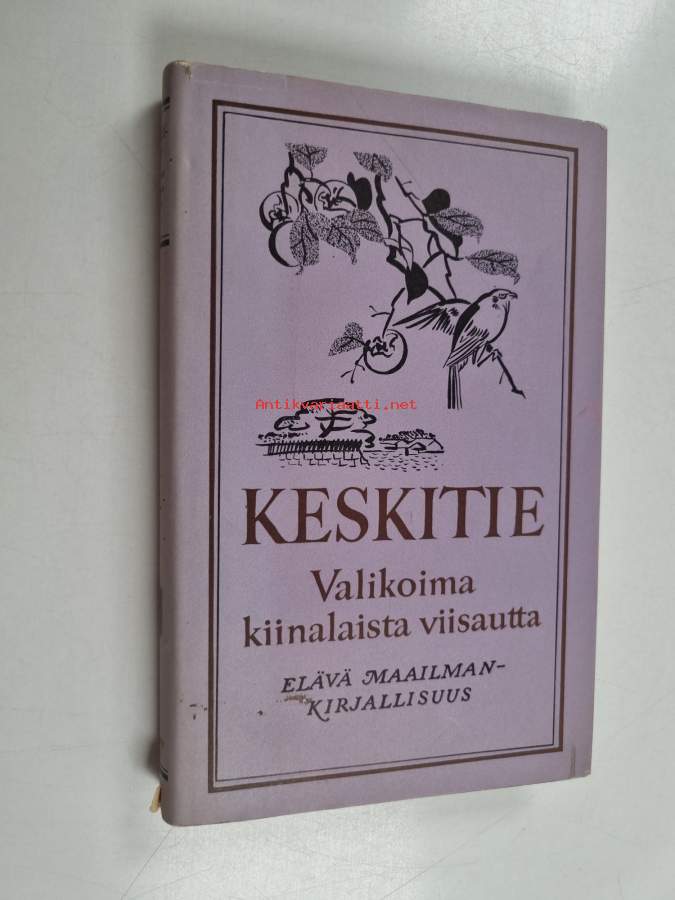 Antikvariaatti.net
KESKITIE
Valikoima
kiinalaista viisautta
ELÄVÄ MAAILMAN-
KIRJALLISUUS